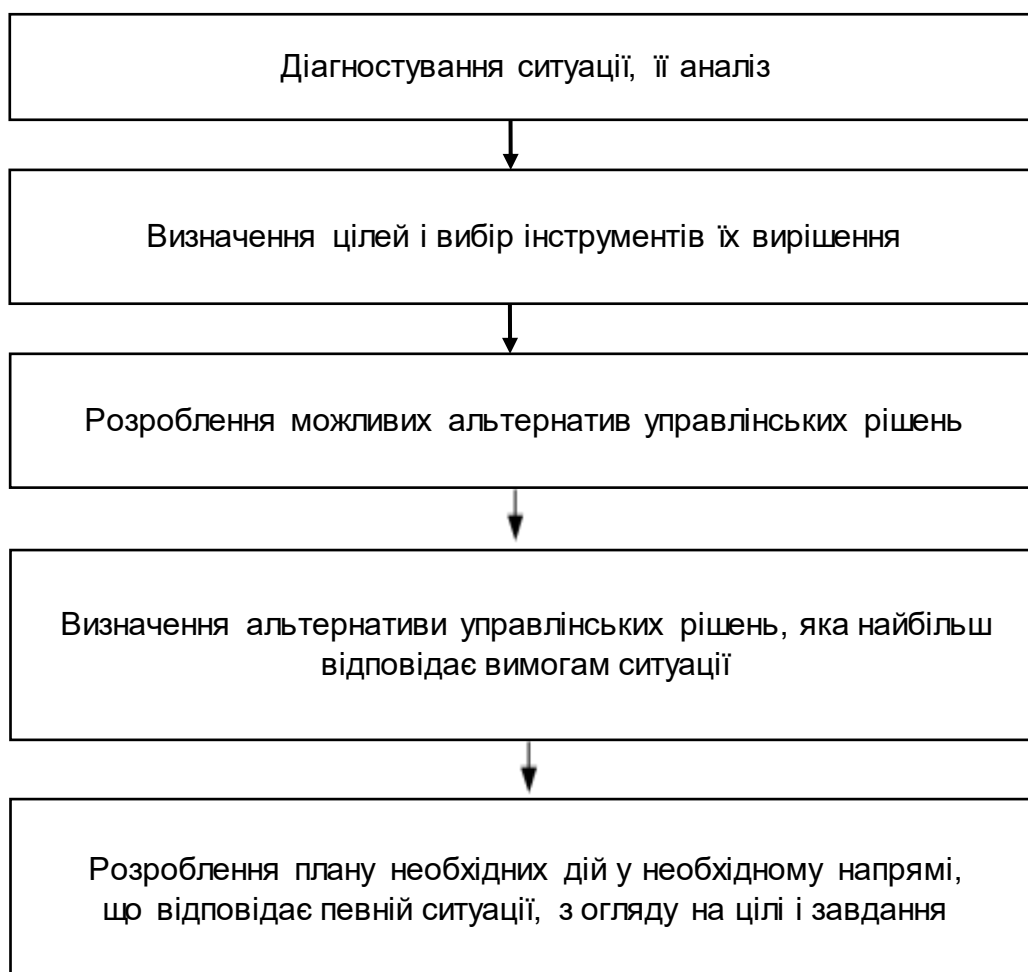 Діагностування ситуації, її аналіз
Визначення цілей і вибір інструментів їх вирішення
Розроблення можливих альтернатив управлінських рішень
Визначення альтернативи управлінських рішень, яка найбільш
відповідає вимогам ситуації
Розроблення плану необхідних дій у необхідному напрямі,
що відповідає певній ситуації, з огляду на цілі і завдання